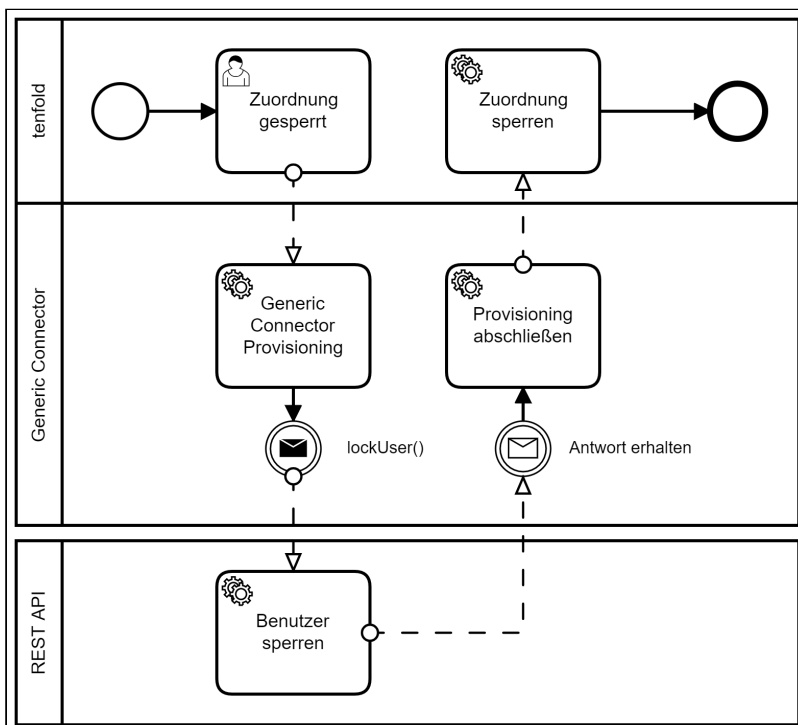 tenfold
Zuordnung
gesperrt
Zuordnung
sperren
Generic Connector
Generic
Connector
Provisioning
Provisioning
abschließen
lockUser()
Antwort erhalten
REST API
Benutzer
sperren